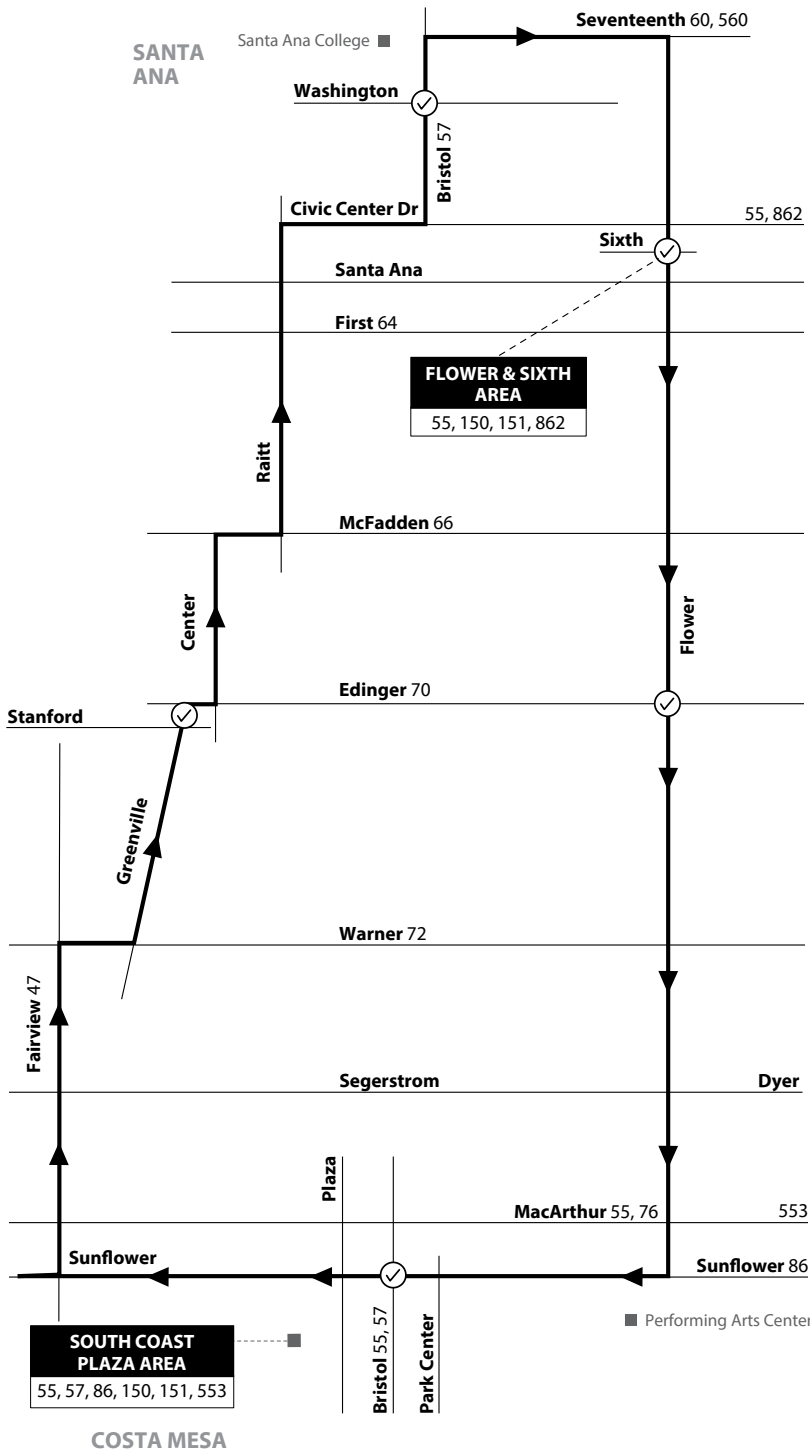 Seventeenth 60, 560
Santa Ana College
SANTA
ANA
Washington
Bristol 57
Civic Center Dr
55, 862
Sixth
Santa Ana
First 64
FLOWER & SIXTH
AREA
55, 150, 151, 862
Raitt
McFadden 66
Center
Flower
Edinger 70
Stanford
Greenville
Warner 72
Fairview 47
Segerstrom
Dyer
Plaza
MacArthur 55, 76
553
Sunflower
Sunflower 86
Performing Arts Center
SOUTH COAST
PLAZA AREA
55, 57, 86, 150, 151, 553
Bristol 55, 57
Park Center
COSTA MESA